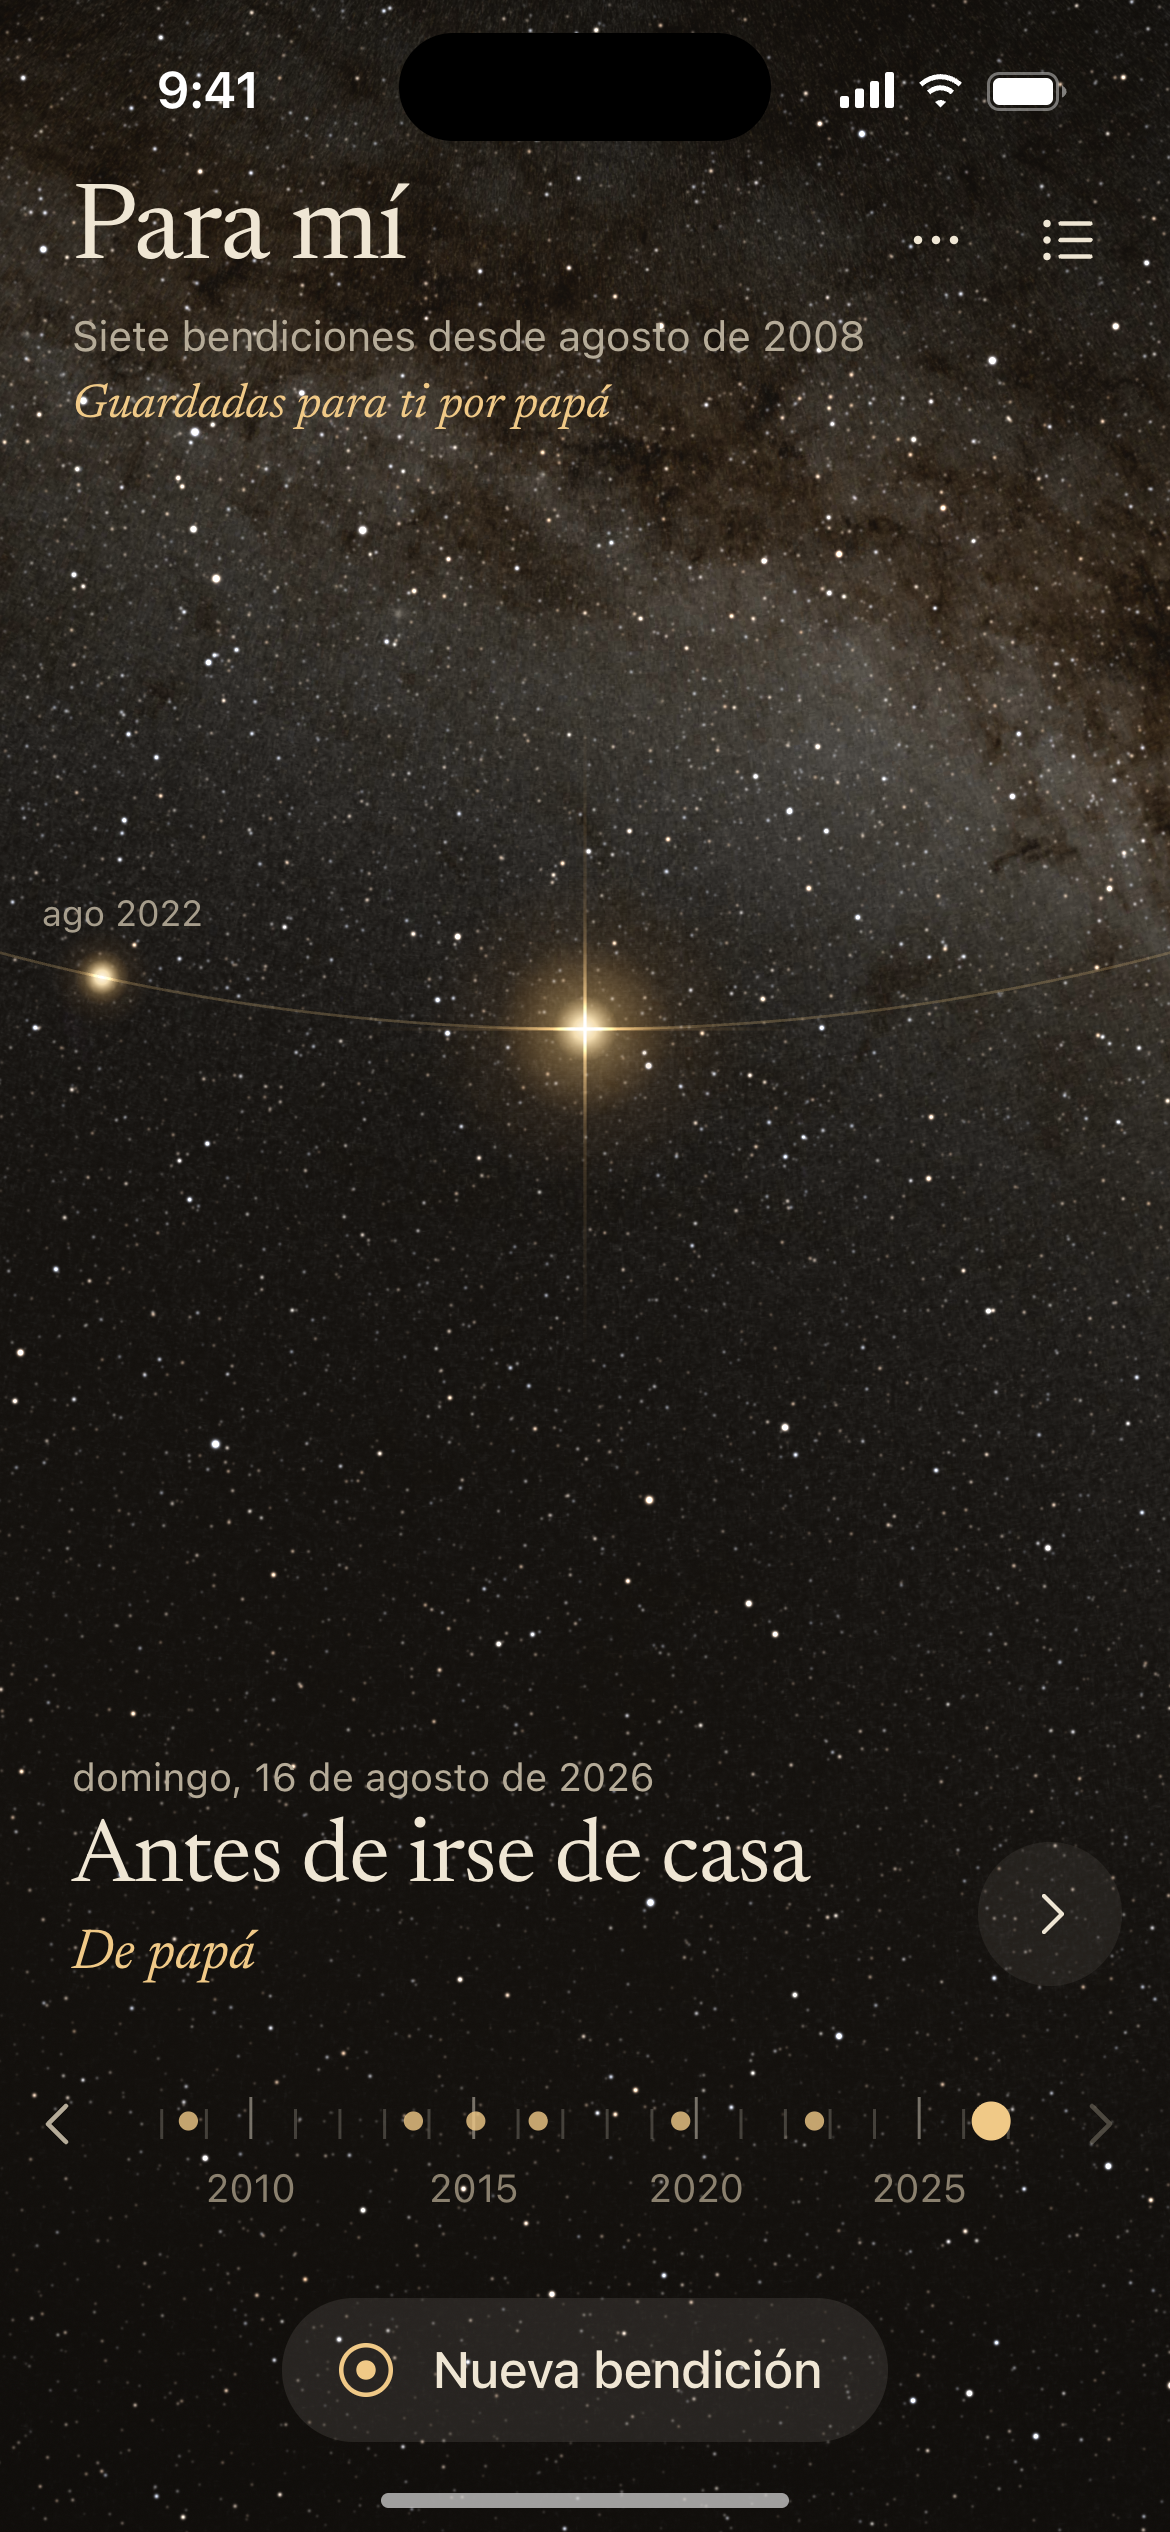 9:41
Para mí
Siete bendiciones desde agosto de 2008
Guardadas para ti por papá
ago 2022
domingo, 16 de agosto de 2026
Antes de irse de casa
De papá
2010 2015 2020 2025
Nueva bendición